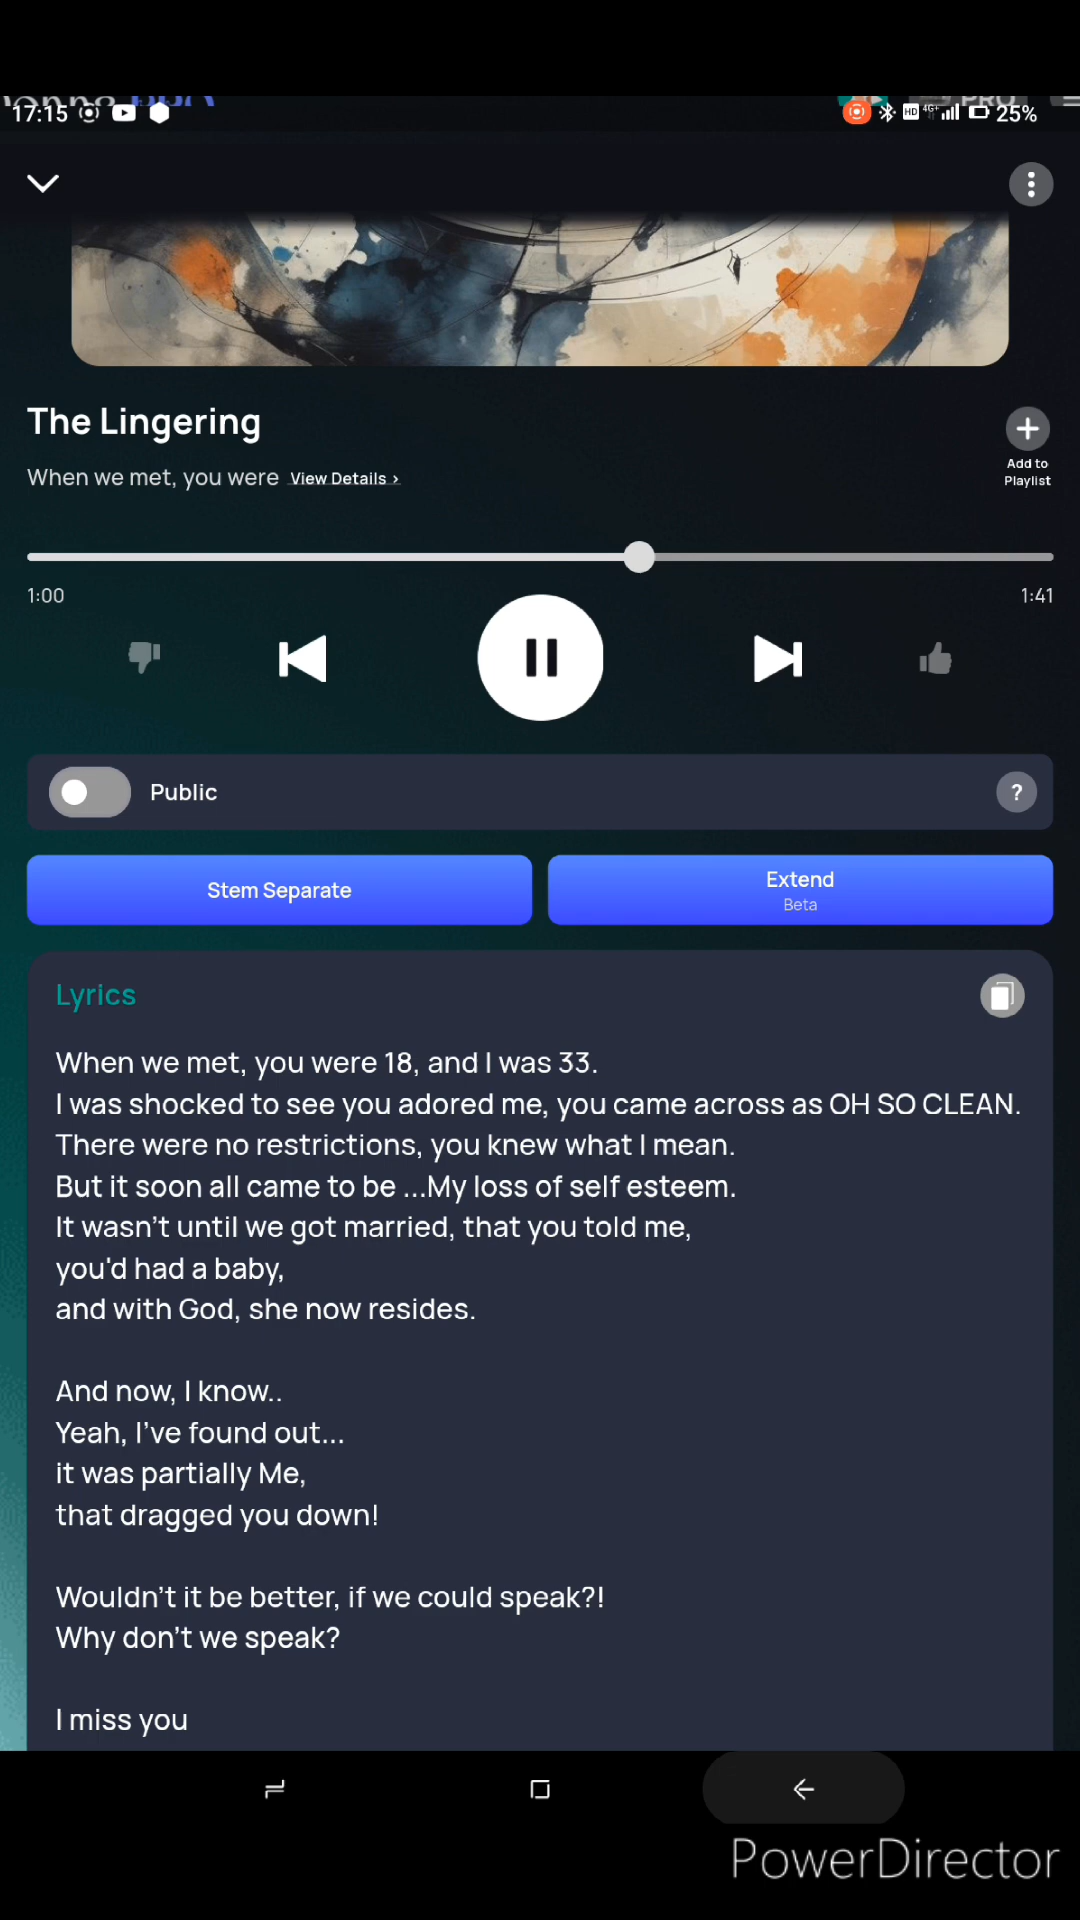 17:15
HD 4G+ 25%
The Lingering
When we met, you were View Details >
Add to
Playlist
1:00
1:41
Public
?
Stem Separate
Extend
Beta
Lyrics
When we met, you were 18, and I was 33.
I was shocked to see you adored me, you came across as OH SO CLEAN.
There were no restrictions, you knew what I mean.
But it soon all came to be ...My loss of self esteem.
It wasn't until we got married, that you told me,
you'd had a baby,
and with God, she now resides.
And now, I know..
Yeah, I've found out...
it was partially Me,
that dragged you down!
Wouldn't it be better, if we could speak?!
Why don't we speak?
I miss you
PowerDirector